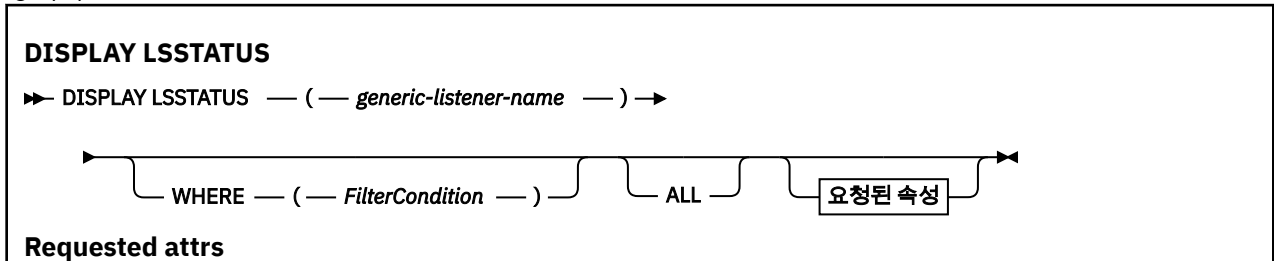 DISPLAY LSSTATUS
DISPLAY LSSTATUS — ( — generic-listener-name — )
WHERE — ( — FilterCondition — ) ALL 요청된 속성
Requested attrs